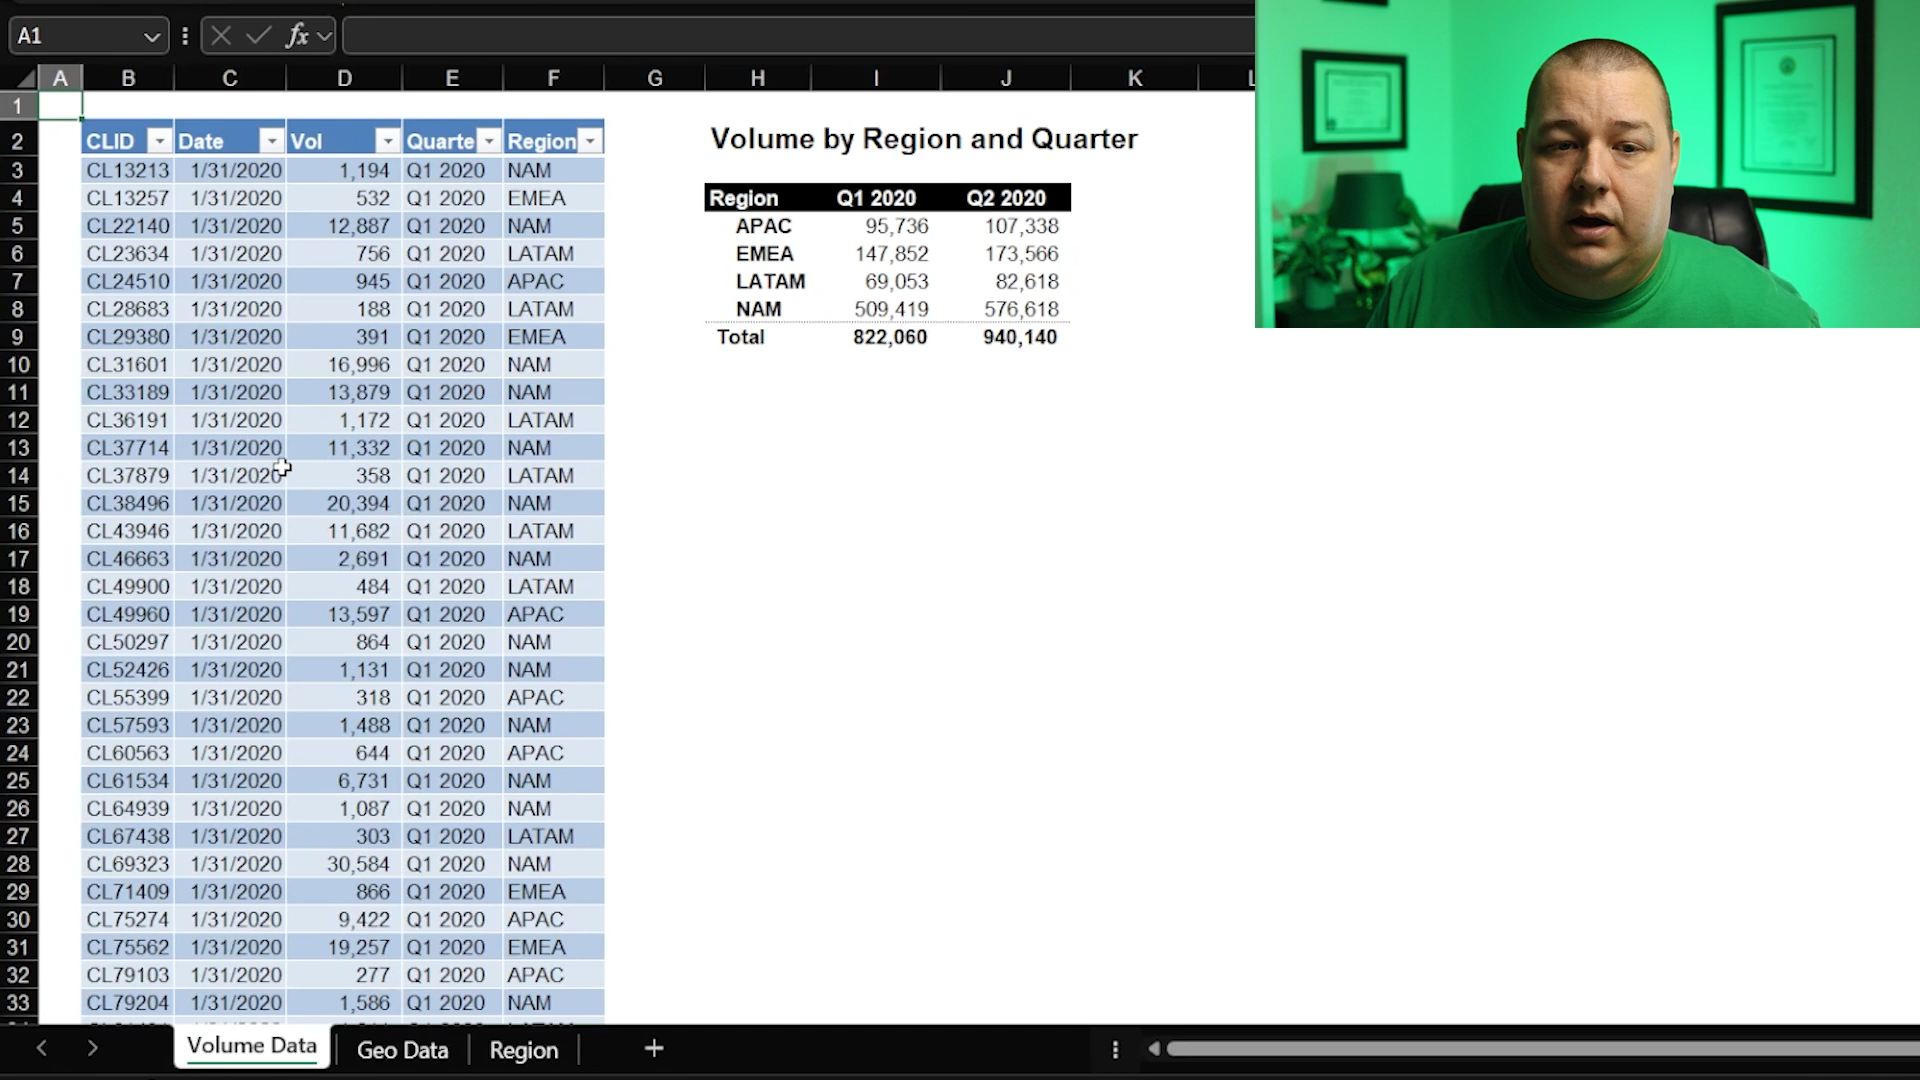 A1
fx
A B C D E F G H I J K L
1
2 CLID Date Vol Quarte Region
3 CL13213 1/31/2020 1,194 Q1 2020 NAM
4 CL13257 1/31/2020 532 Q1 2020 EMEA
5 CL22140 1/31/2020 12,887 Q1 2020 NAM
6 CL23634 1/31/2020 756 Q1 2020 LATAM
7 CL24510 1/31/2020 945 Q1 2020 APAC
8 CL28683 1/31/2020 188 Q1 2020 LATAM
9 CL29380 1/31/2020 391 Q1 2020 EMEA
10 CL31601 1/31/2020 16,996 Q1 2020 NAM
11 CL33189 1/31/2020 13,879 Q1 2020 NAM
12 CL36191 1/31/2020 1,172 Q1 2020 LATAM
13 CL37714 1/31/2020 11,332 Q1 2020 NAM
14 CL37879 1/31/2020 358 Q1 2020 LATAM
15 CL38496 1/31/2020 20,394 Q1 2020 NAM
16 CL43946 1/31/2020 11,682 Q1 2020 LATAM
17 CL46663 1/31/2020 2,691 Q1 2020 NAM
18 CL49900 1/31/2020 484 Q1 2020 LATAM
19 CL49960 1/31/2020 13,597 Q1 2020 APAC
20 CL50297 1/31/2020 864 Q1 2020 NAM
21 CL52426 1/31/2020 1,131 Q1 2020 NAM
22 CL55399 1/31/2020 318 Q1 2020 APAC
23 CL57593 1/31/2020 1,488 Q1 2020 NAM
24 CL60563 1/31/2020 644 Q1 2020 APAC
25 CL61534 1/31/2020 6,731 Q1 2020 NAM
26 CL64939 1/31/2020 1,087 Q1 2020 NAM
27 CL67438 1/31/2020 303 Q1 2020 LATAM
28 CL69323 1/31/2020 30,584 Q1 2020 NAM
29 CL71409 1/31/2020 866 Q1 2020 EMEA
30 CL75274 1/31/2020 9,422 Q1 2020 APAC
31 CL75562 1/31/2020 19,257 Q1 2020 EMEA
32 CL79103 1/31/2020 277 Q1 2020 APAC
33 CL79204 1/31/2020 1,586 Q1 2020 NAM
Volume by Region and Quarter
Region Q1 2020 Q2 2020
APAC 95,736 107,338
EMEA 147,852 173,566
LATAM 69,053 82,618
NAM 509,419 576,618
Total 822,060 940,140
Volume Data Geo Data Region +